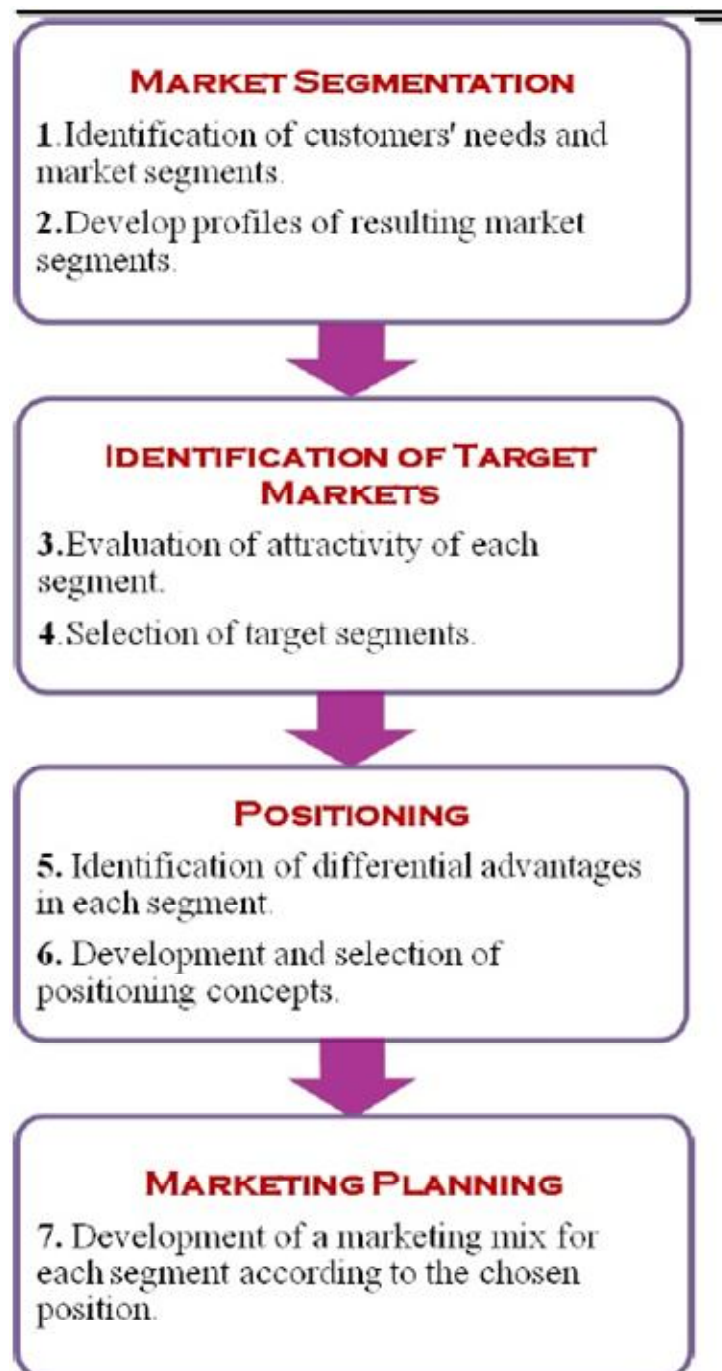 MARKET SEGMENTATION
1.Identification of customers' needs and
market segments.
2.Develop profiles of resulting market
segments.
IDENTIFICATION OF TARGET
MARKETS
3.Evaluation of attractivity of each
segment.
4.Selection of target segments.
POSITIONING
5. Identification of differential advantages
in each segment.
6. Development and selection of
positioning concepts.
MARKETING PLANNING
7. Development of a marketing mix for
each segment according to the chosen
position.